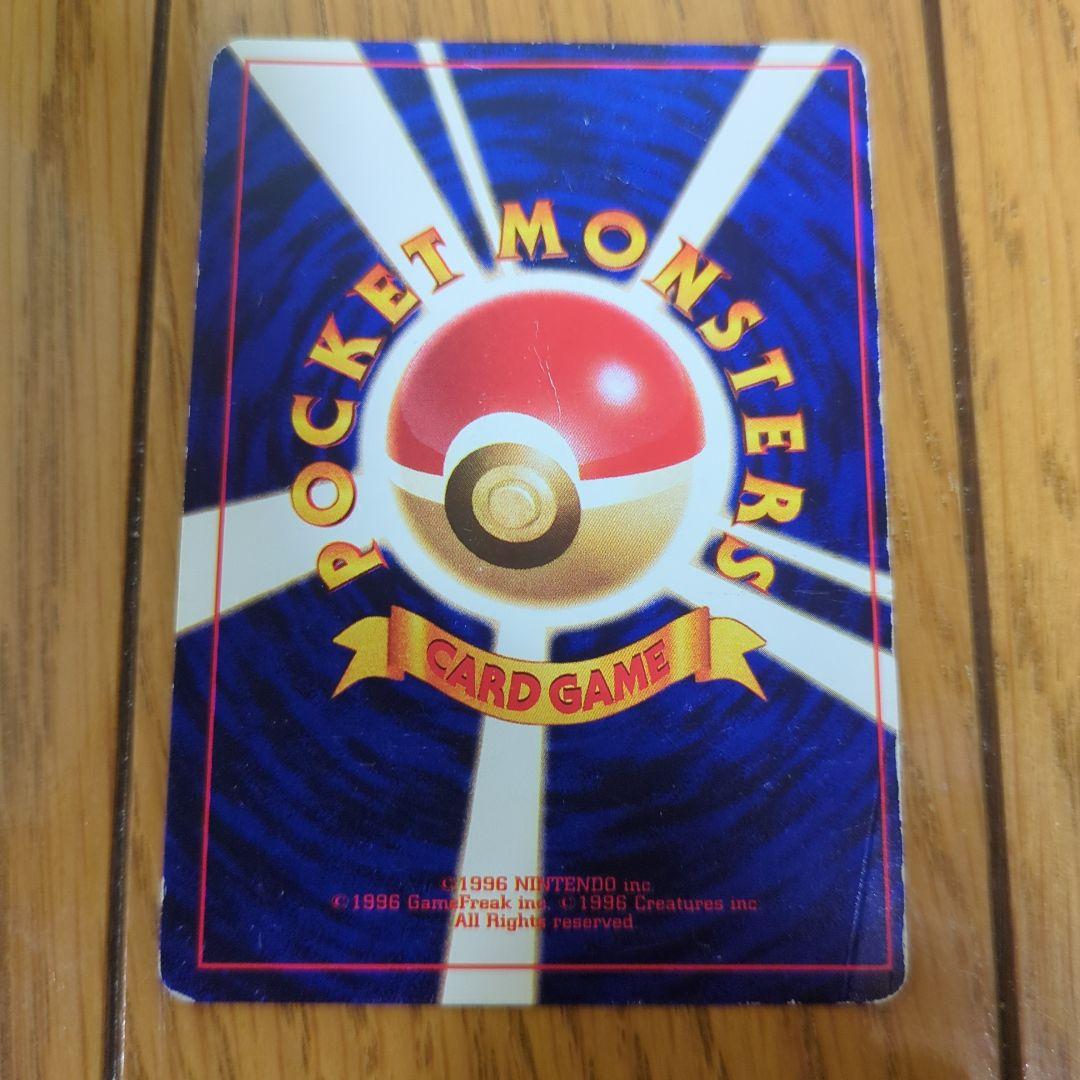 POCKET MONSTERS
CARD GAME
©1996 NINTENDO inc.
©1996 GameFreak inc. ©1996 Creatures inc
All Rights reserved